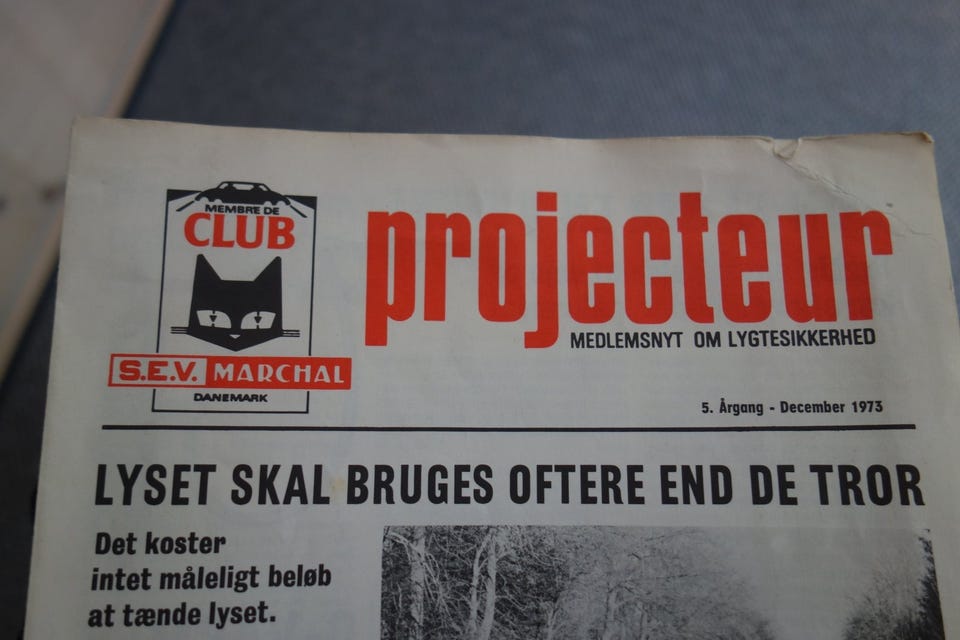 MEMBRE DE
CLUB
S.E.V. MARCHAL
DANEMARK
projecteur
MEDLEMSNYT OM LYGTESIKKERHED
5. Årgang - December 1973
LYSET SKAL BRUGES OFTERE END DE TROR
Det koster
intet måleligt beløb
at tænde lyset.